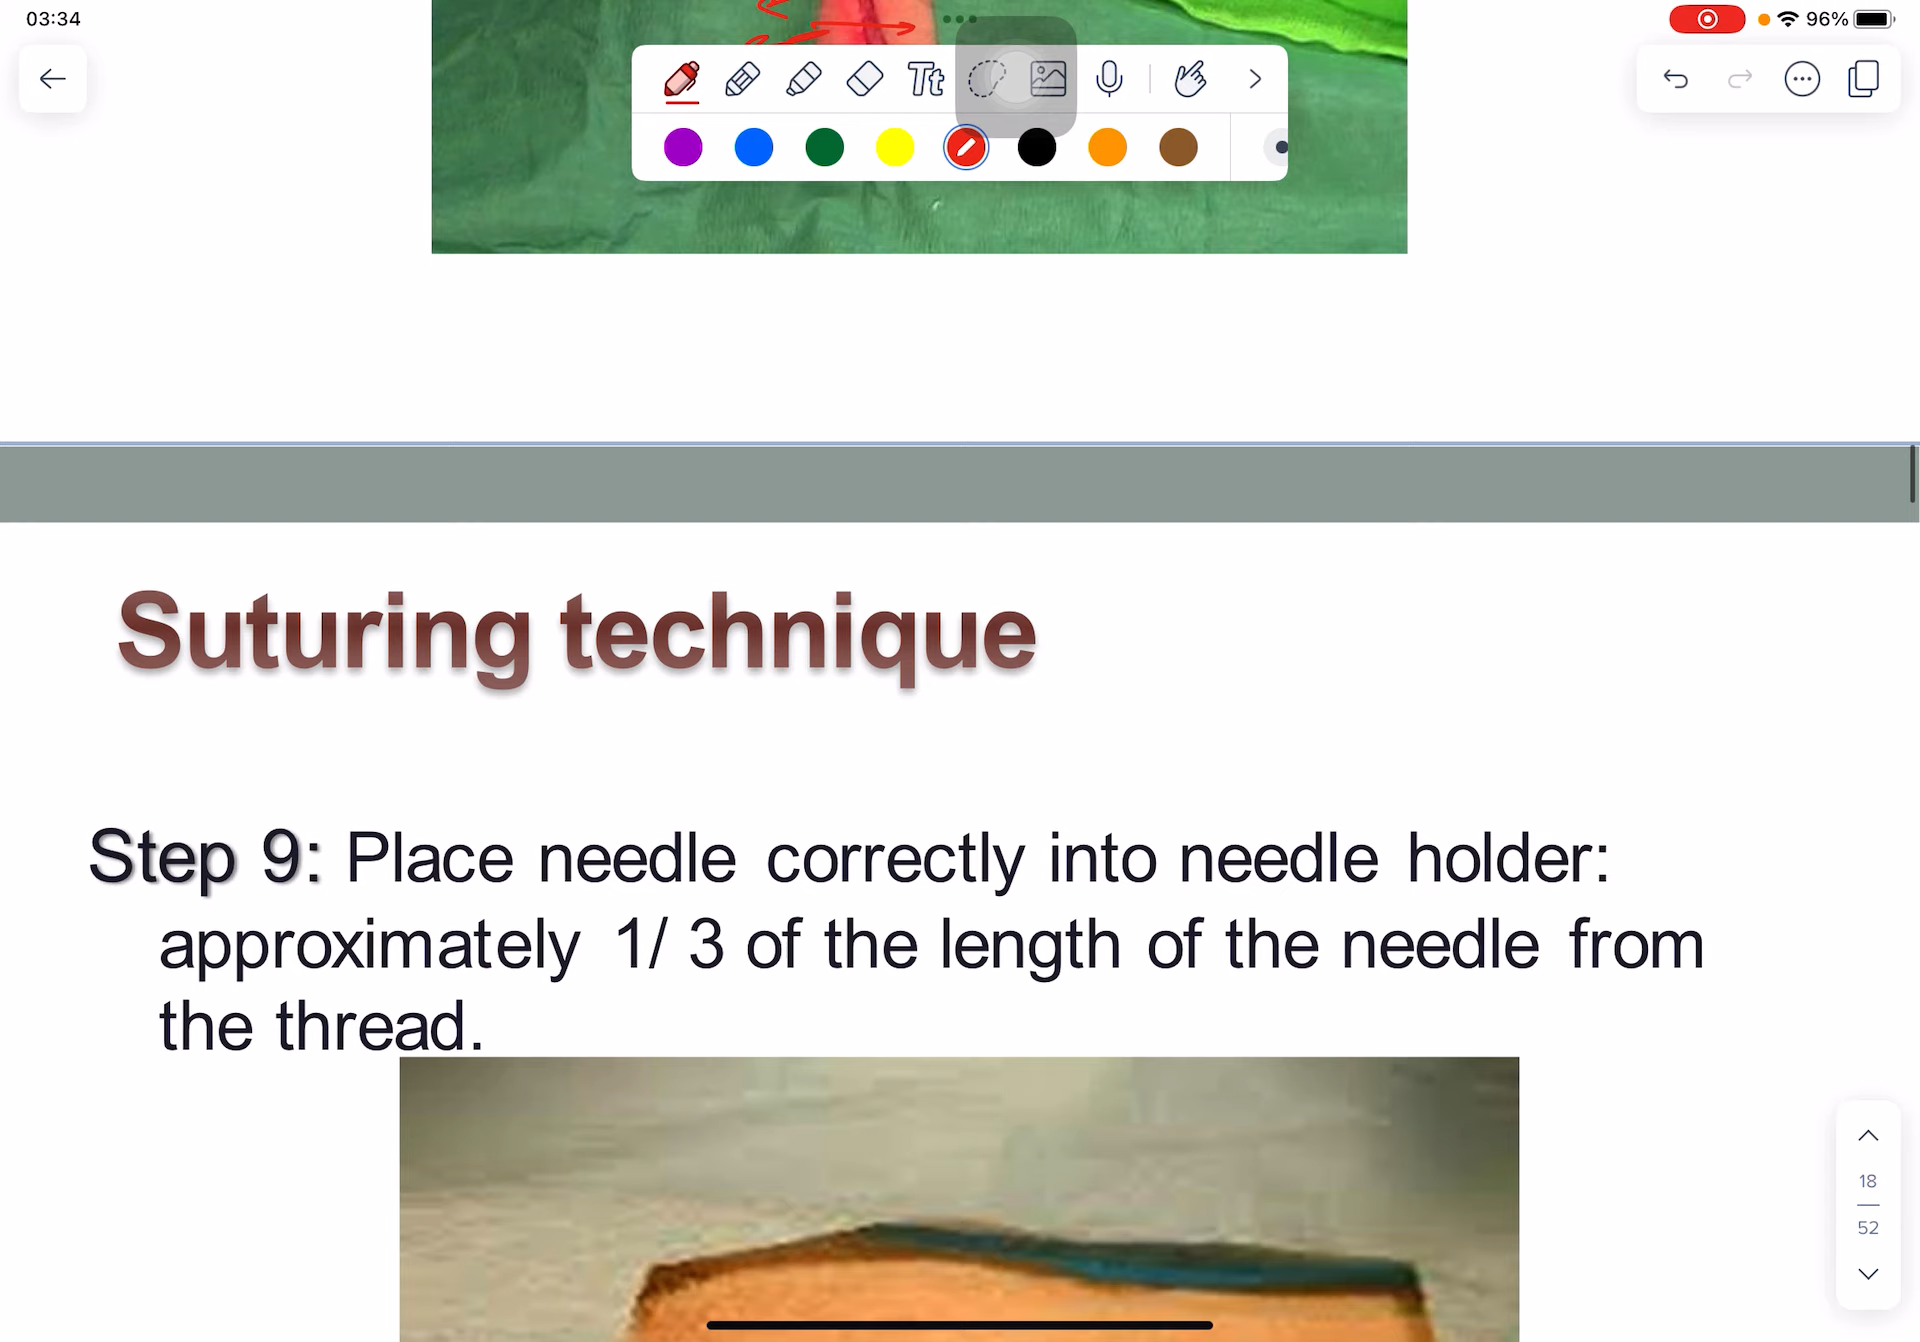 03:34
96%
Tt
Suturing technique
Step 9: Place needle correctly into needle holder:
approximately 1/ 3 of the length of the needle from
the thread.
18
52